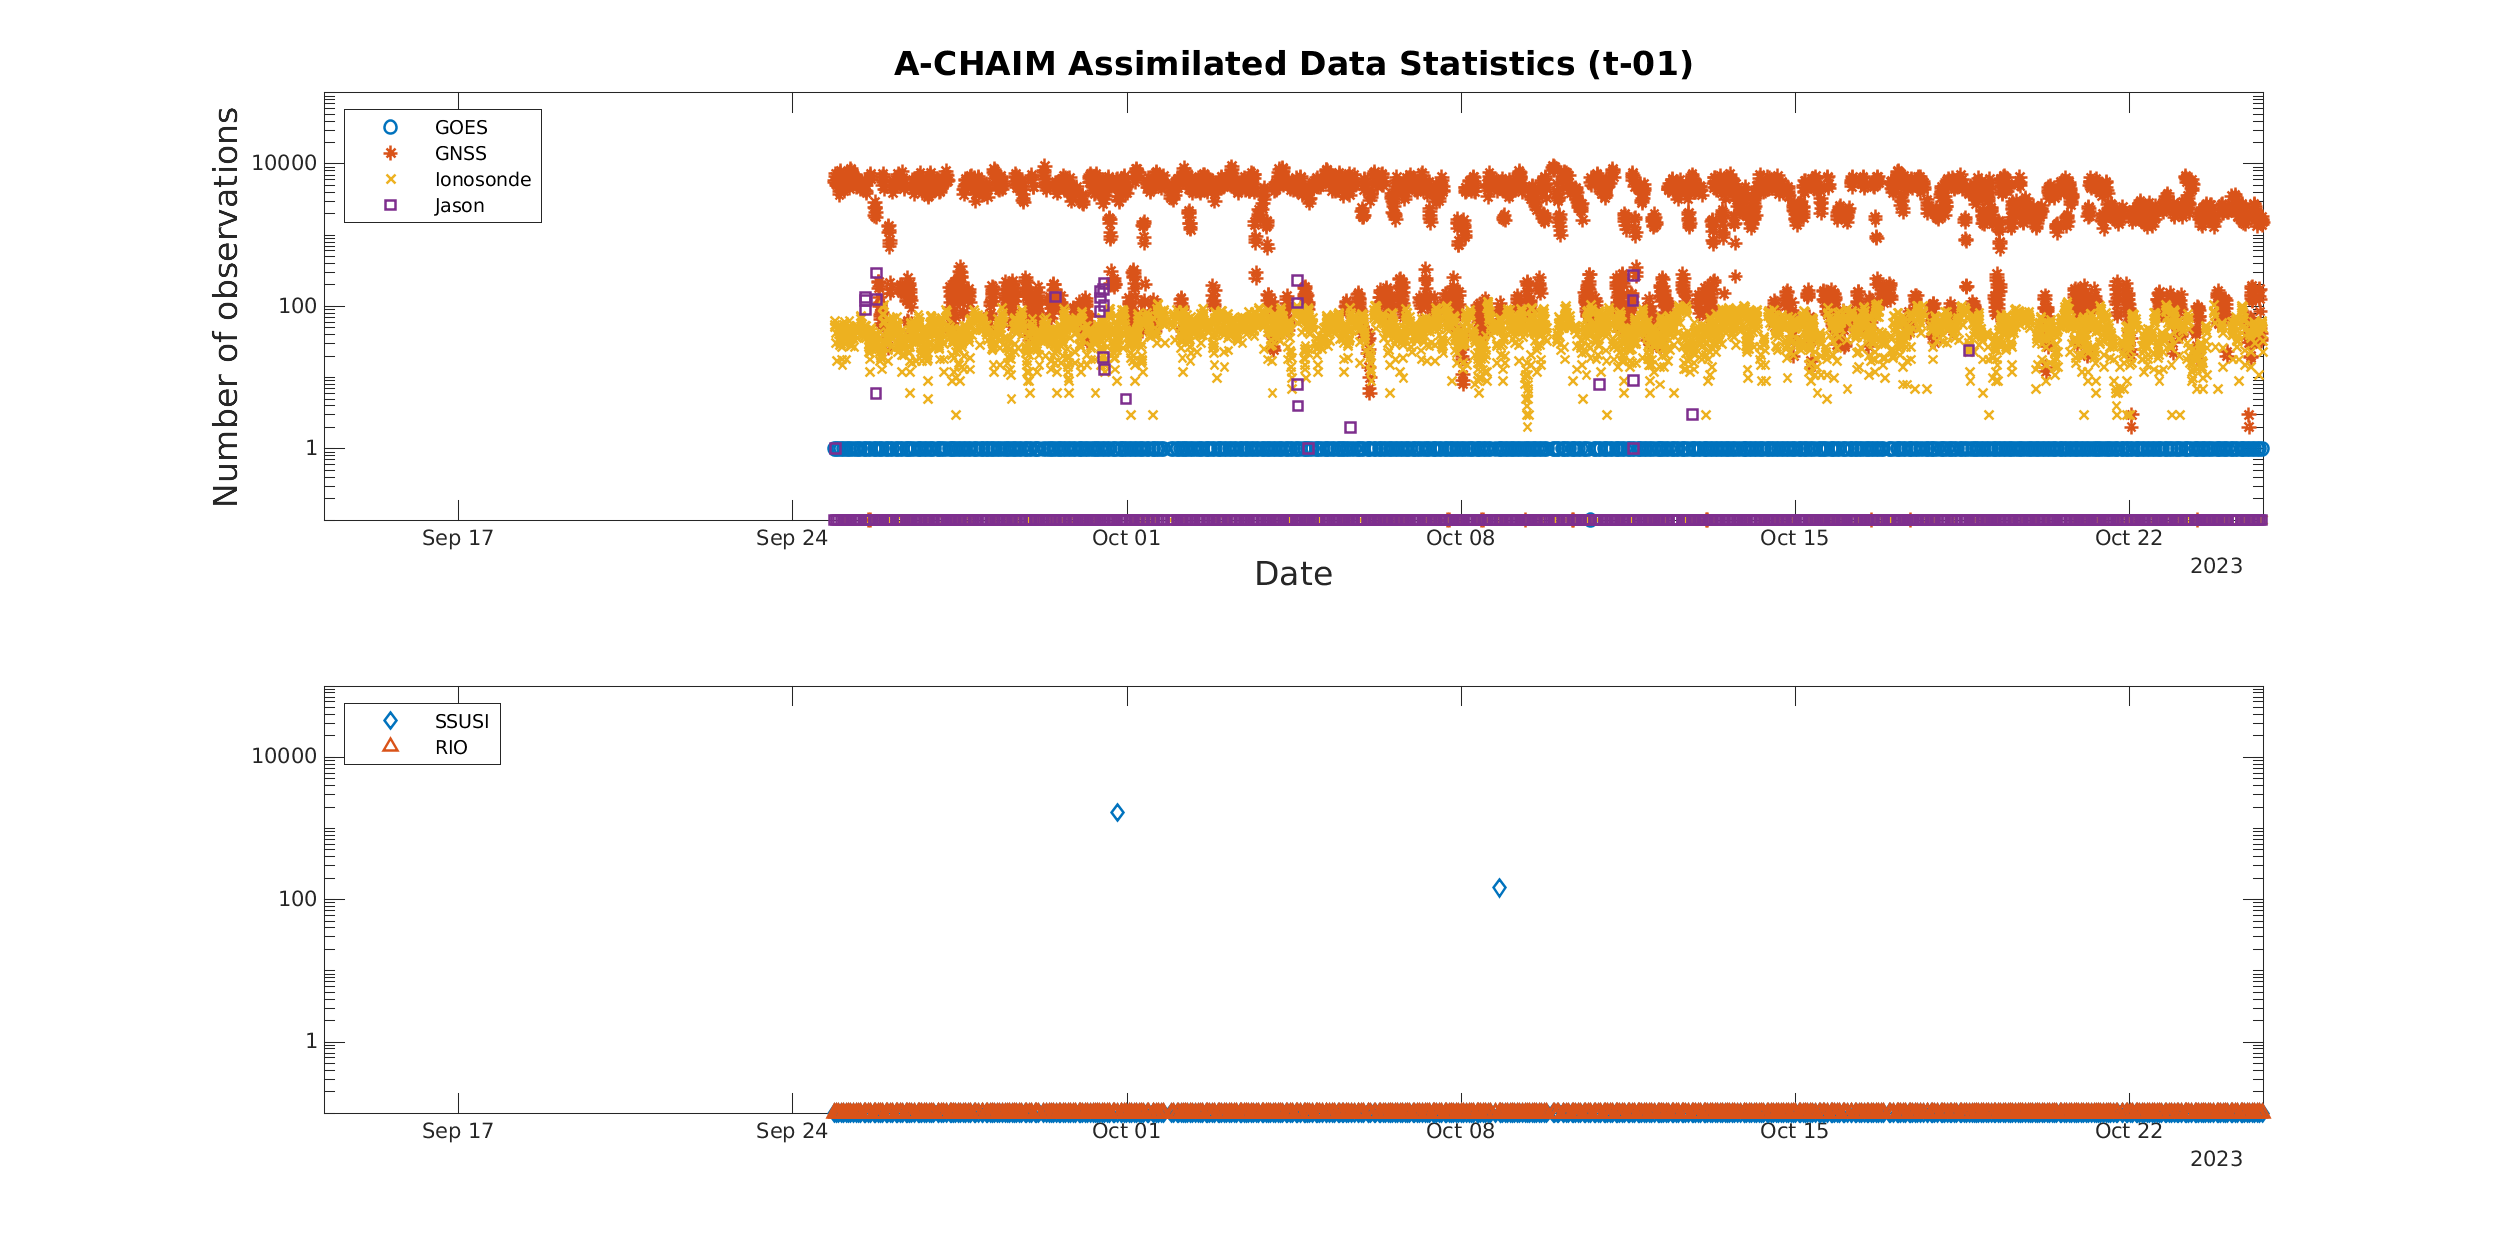 A-CHAIM Assimilated Data Statistics (t-01)
Number of observations
GOES
GNSS
Ionosonde
Jason
10000
100
1
Sep 17 Sep 24 Oct 01 Oct 08 Oct 15 Oct 22
2023
Date
SSUSI
RIO
10000
100
1
Sep 17 Sep 24 Oct 01 Oct 08 Oct 15 Oct 22
2023